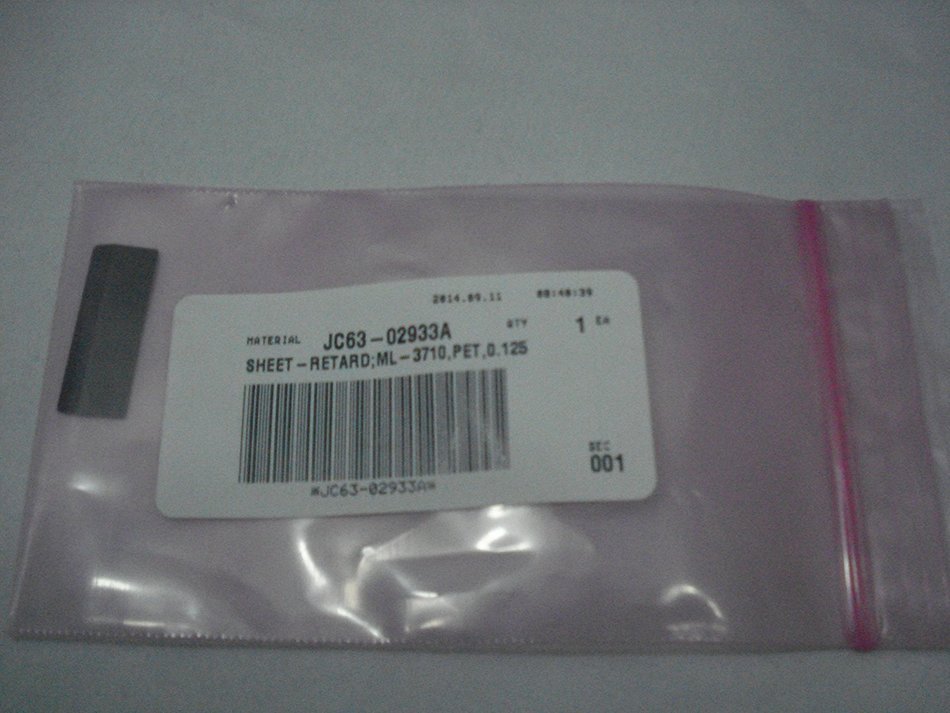 2014.09.11
MATERIAL JC63-02933A QTY 1 EA
SHEET-RETARD;ML-3710,PET,0.125
SEC
001
*JC63-02933A*